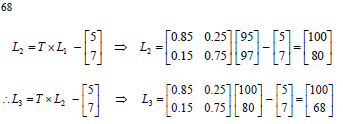 68
L₂ = T × L₁ − [5 7] ⇒ L₂ = [0.85 0.25 0.15 0.75][95 97] − [5 7] = [100 80]
∴ L₃ = T × L₂ − [5 7] ⇒ L₃ = [0.85 0.25 0.15 0.75][100 80] − [5 7] = [100 68]